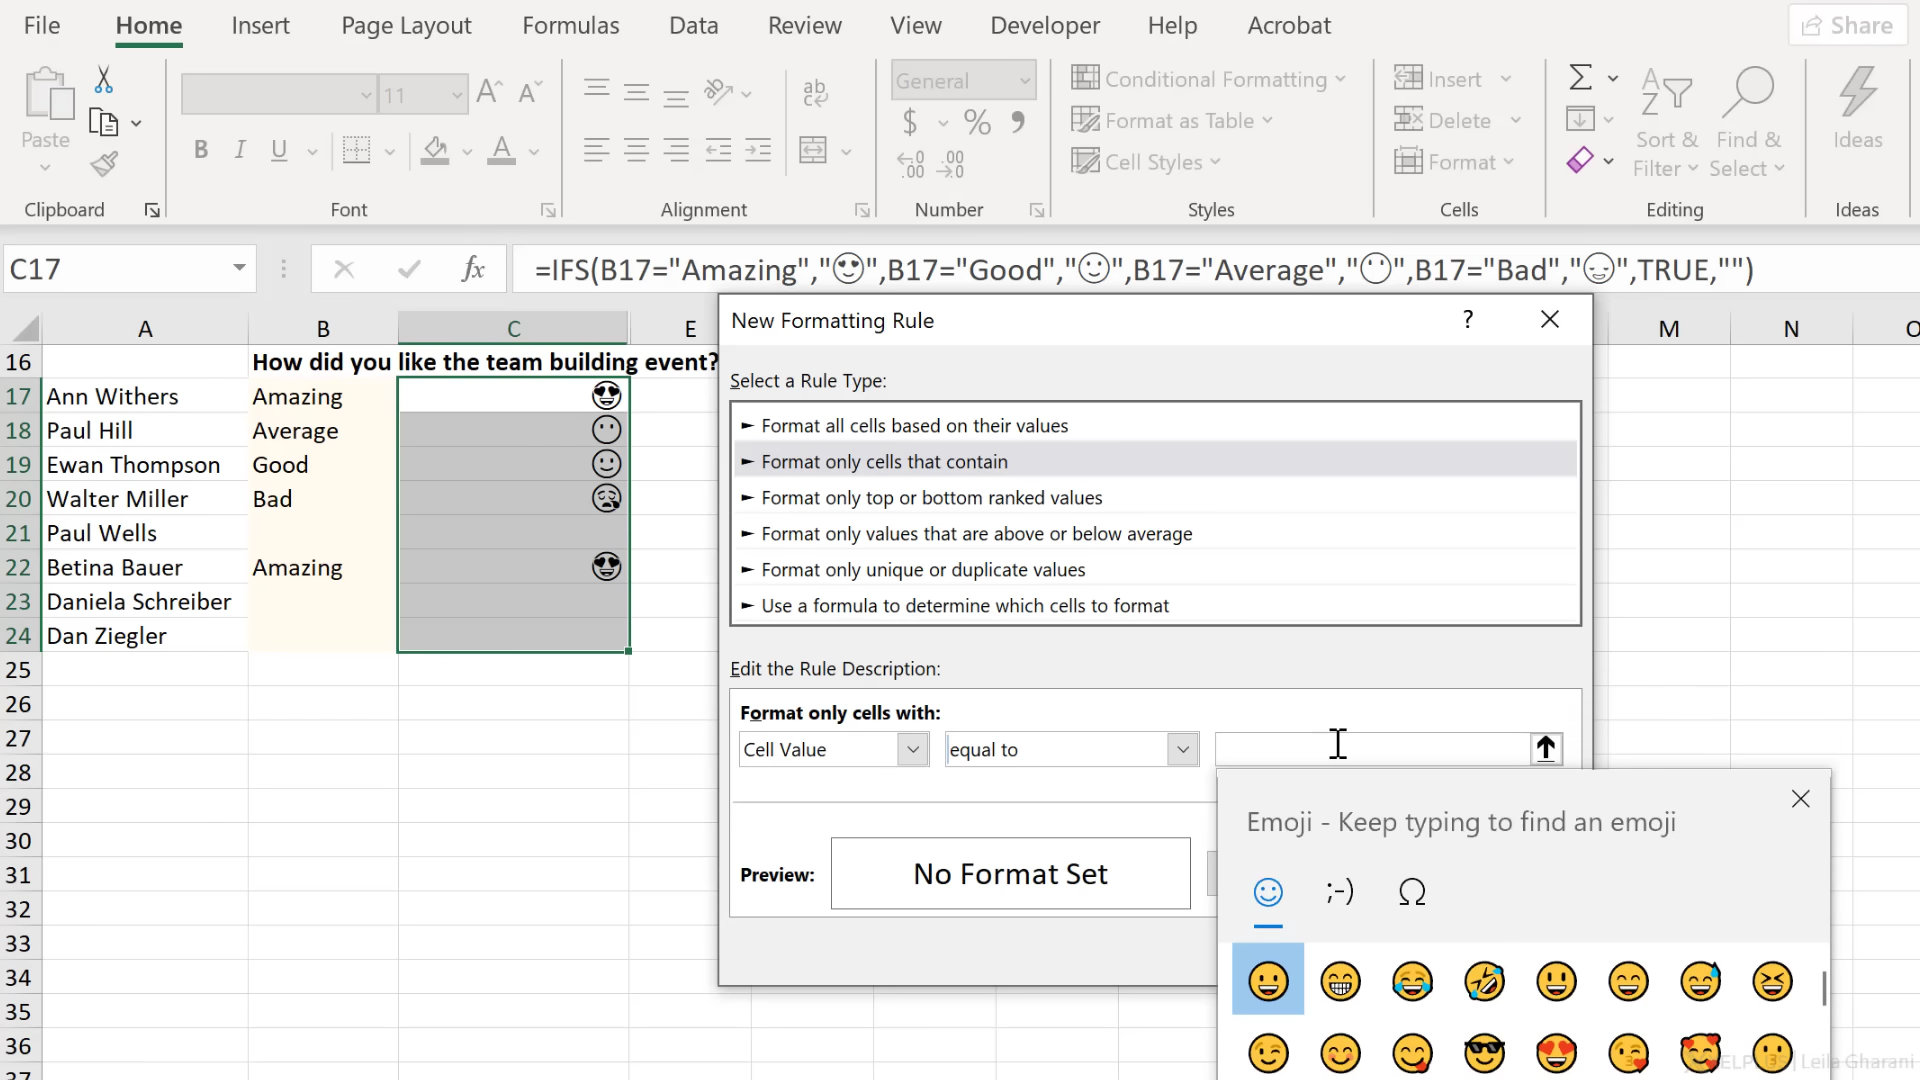 File Home Insert Page Layout Formulas Data Review View Developer Help Acrobat Share
Paste
11
General
Conditional Formatting
Format as Table
Cell Styles
Insert
Delete
Format
Sort & Filter
Find & Select
Ideas
Clipboard Font Alignment Number Styles Cells Editing Ideas
C17 fx =IFS(B17="Amazing","😍",B17="Good","🙂",B17="Average","😶",B17="Bad","😪",TRUE,"")
A B C E M N O
16 How did you like the team building event?
17 Ann Withers Amazing 😍
18 Paul Hill Average 😶
19 Ewan Thompson Good 🙂
20 Walter Miller Bad 😪
21 Paul Wells
22 Betina Bauer Amazing 😍
23 Daniela Schreiber
24 Dan Ziegler
25
26
27
28
29
30
31
32
33
34
35
36
37
New Formatting Rule ?
Select a Rule Type:
► Format all cells based on their values
► Format only cells that contain
► Format only top or bottom ranked values
► Format only values that are above or below average
► Format only unique or duplicate values
► Use a formula to determine which cells to format
Edit the Rule Description:
Format only cells with:
Cell Value equal to
Preview: No Format Set
Emoji - Keep typing to find an emoji
;-) Ω
Leila Gharani